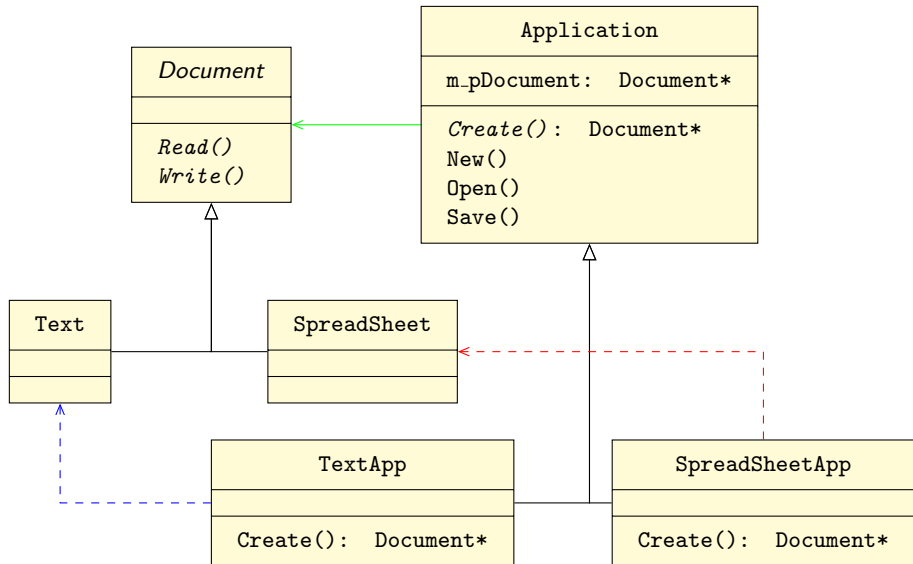 Document
Read()
Write()
Application
m_pDocument: Document*
Create(): Document*
New()
Open()
Save()
Text
SpreadSheet
TextApp
Create(): Document*
SpreadSheetApp
Create(): Document*